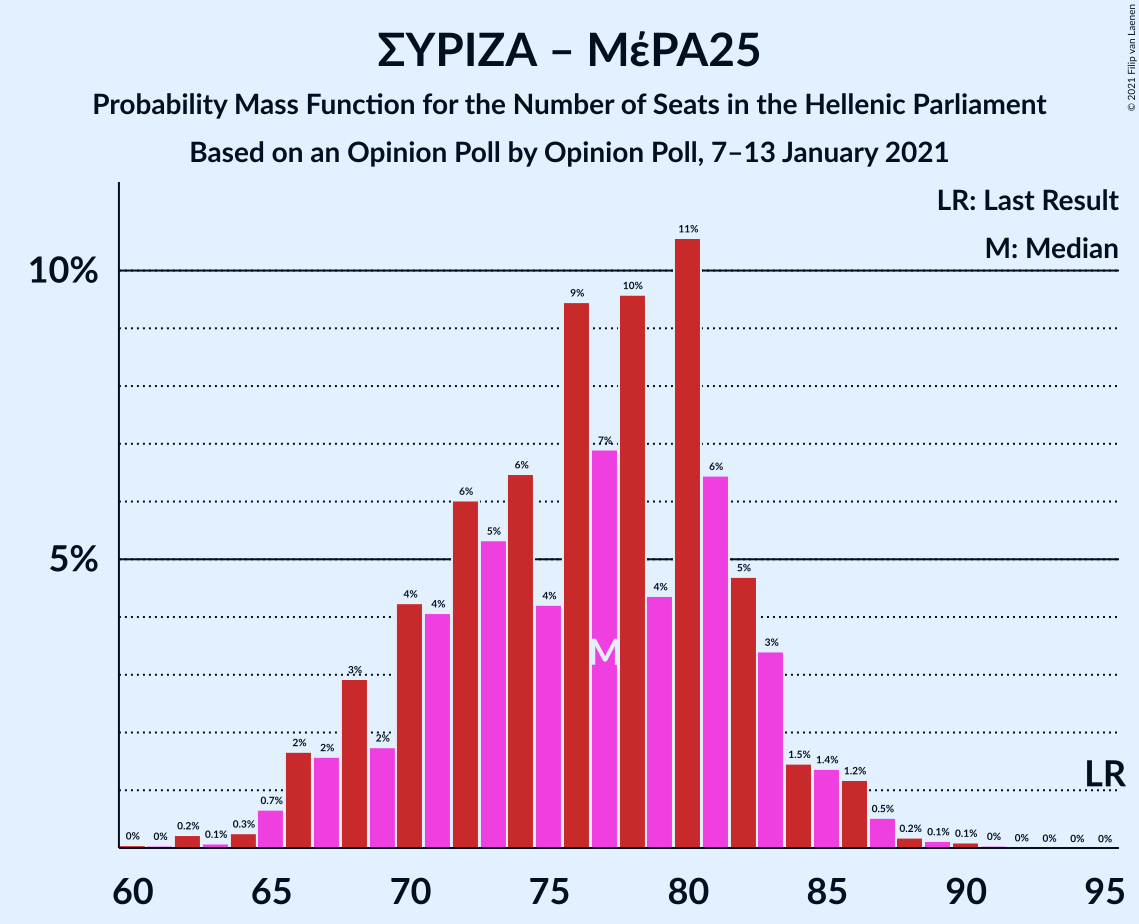 ΣΥΡΙΖΑ – ΜέΡΑ25
Probability Mass Function for the Number of Seats in the Hellenic Parliament
Based on an Opinion Poll by Opinion Poll, 7–13 January 2021
© 2021 Filip van Laenen
LR: Last Result
M: Median
10%
5%
0% 0% 0.2% 0.1% 0.3% 0.7% 2% 2% 3% 2% 4% 4% 6% 5% 6% 4% 9% 7% 10% 4% 11% 6% 5% 3% 1.5% 1.4% 1.2% 0.5% 0.2% 0.1% 0.1% 0% 0% 0% 0% 0%
M
LR
60 65 70 75 80 85 90 95